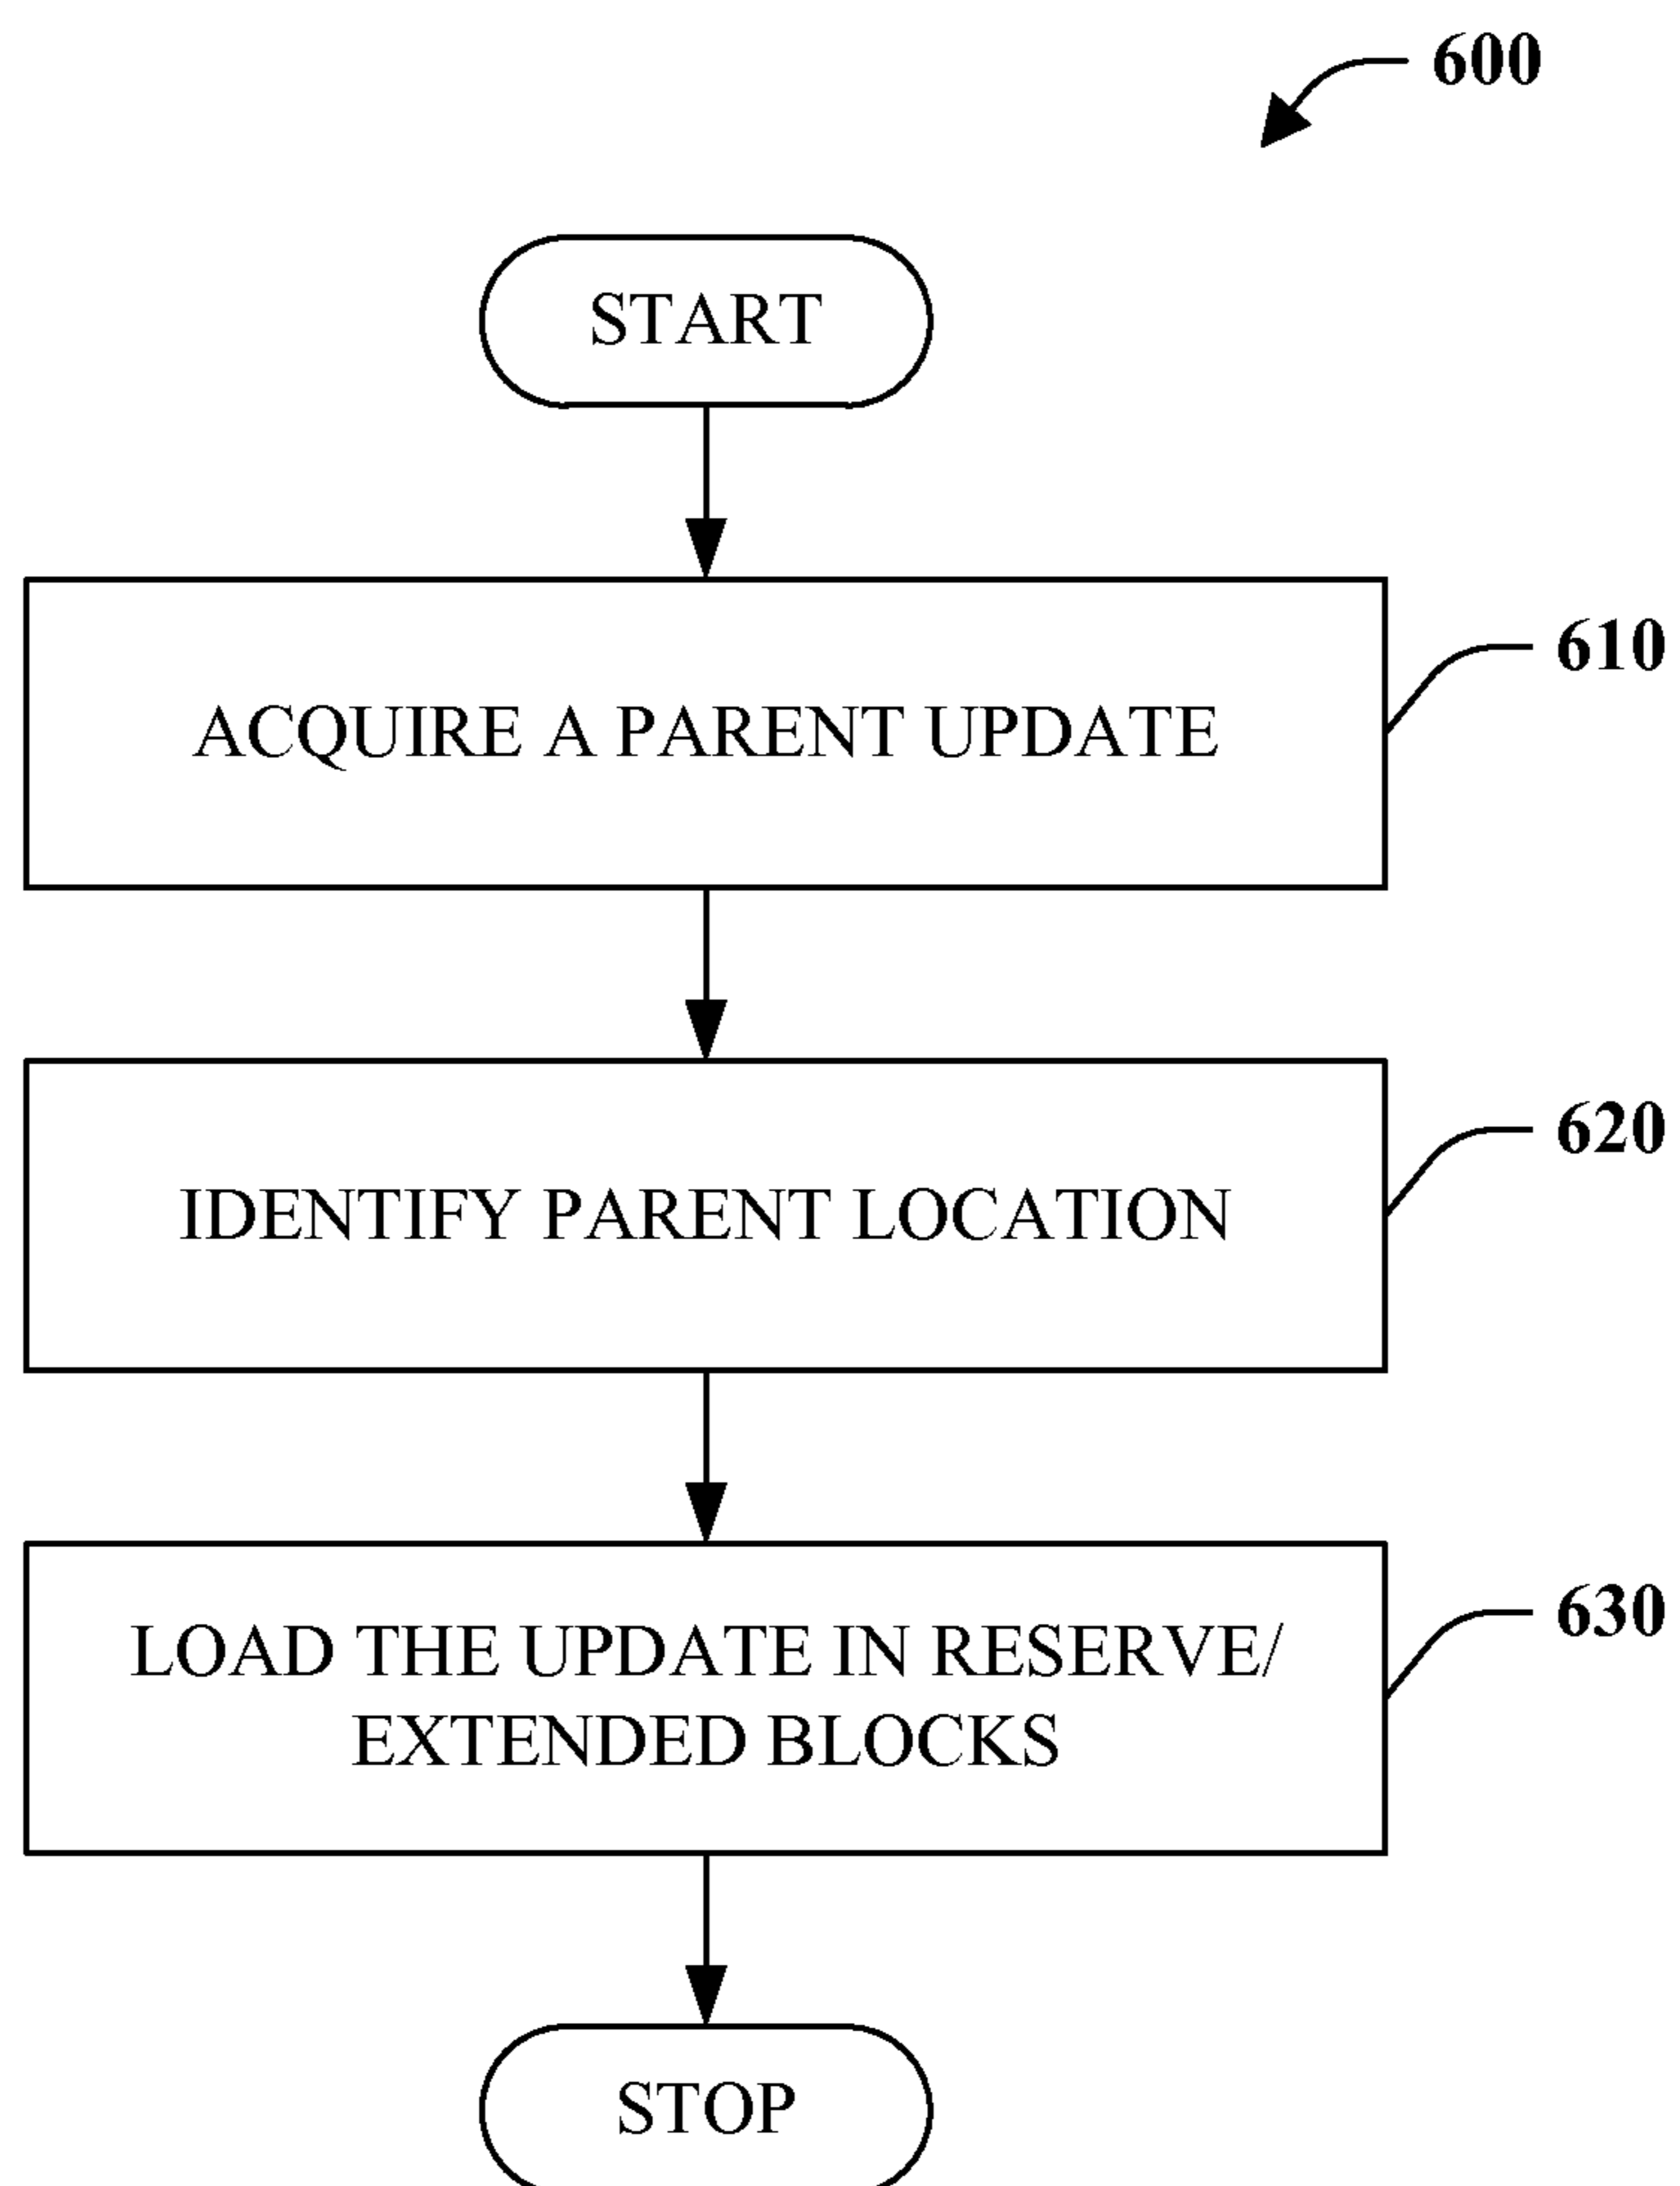 600
START
610
ACQUIRE A PARENT UPDATE
620
IDENTIFY PARENT LOCATION
630
LOAD THE UPDATE IN RESERVE/
EXTENDED BLOCKS
STOP